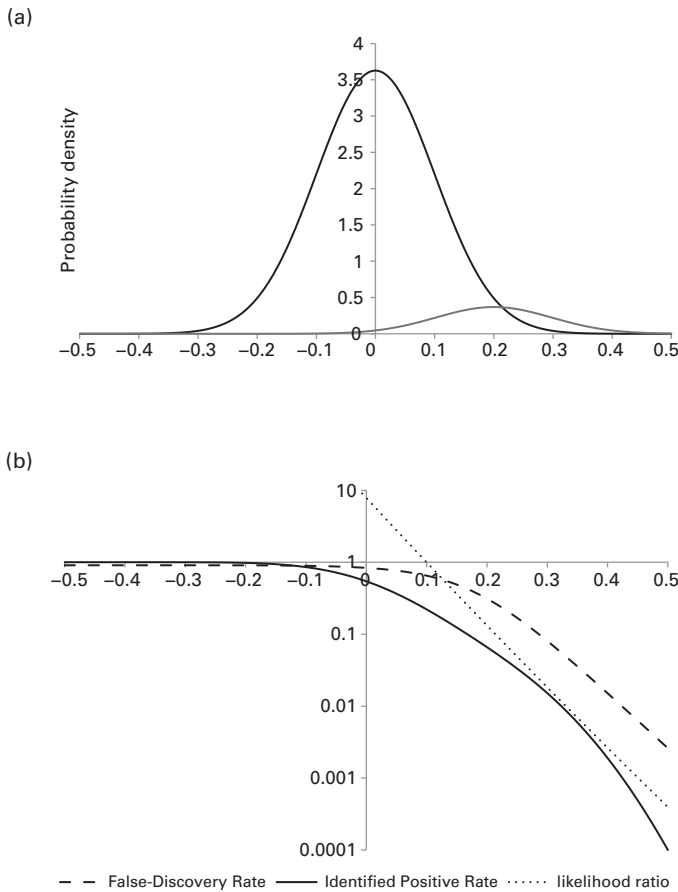 (a)
Probability density
4
3.5
3
2.5
2
1.5
1
0.5
0
–0.5 –0.4 –0.3 –0.2 –0.1 0 0.1 0.2 0.3 0.4 0.5
(b)
10
1
–0.5 –0.4 –0.3 –0.2 –0.1 0 0.1 0.2 0.3 0.4 0.5
0.1
0.01
0.001
0.0001
False-Discovery Rate Identified Positive Rate likelihood ratio